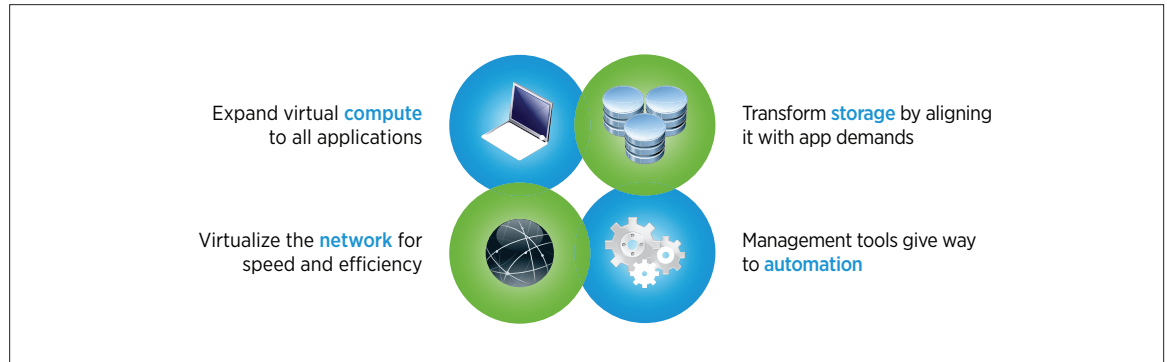 Expand virtual compute
to all applications
Transform storage by aligning
it with app demands
Virtualize the network for
speed and efficiency
Management tools give way
to automation